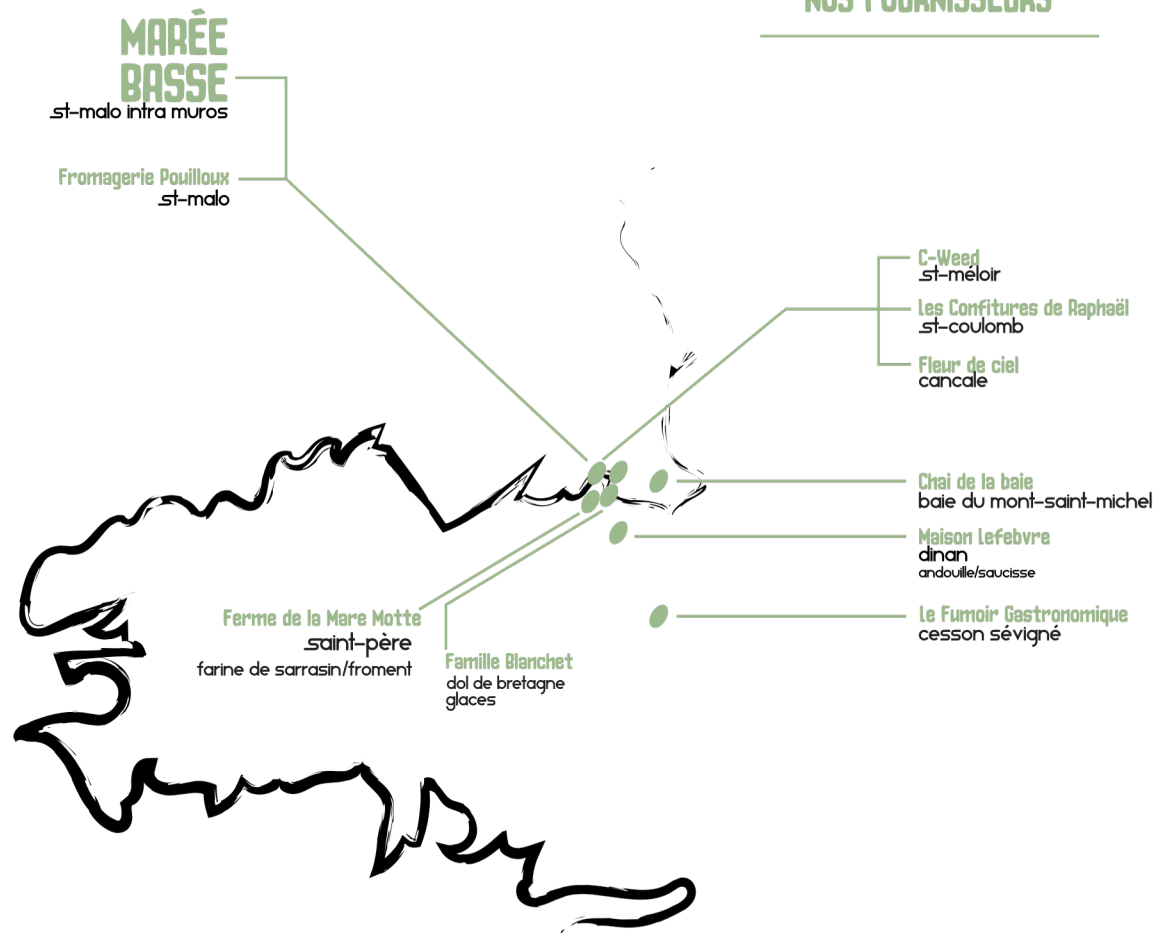 NOS FOURNISSEURS
MARÉE
BASSE
st-malo intra muros
Fromagerie Pouilloux
st-malo
C-Weed
st-méloir
les Confitures de Raphaël
st-coulomb
Fleur de ciel
cancale
Chai de la baie
baie du mont-saint-michel
Maison Lefebvre
dinan
andouille/saucisse
le Fumoir Gastronomique
cesson sévigné
Ferme de la Mare Motte
saint-père
farine de sarrasin/froment
Famille Blanchet
dol de bretagne
glaces